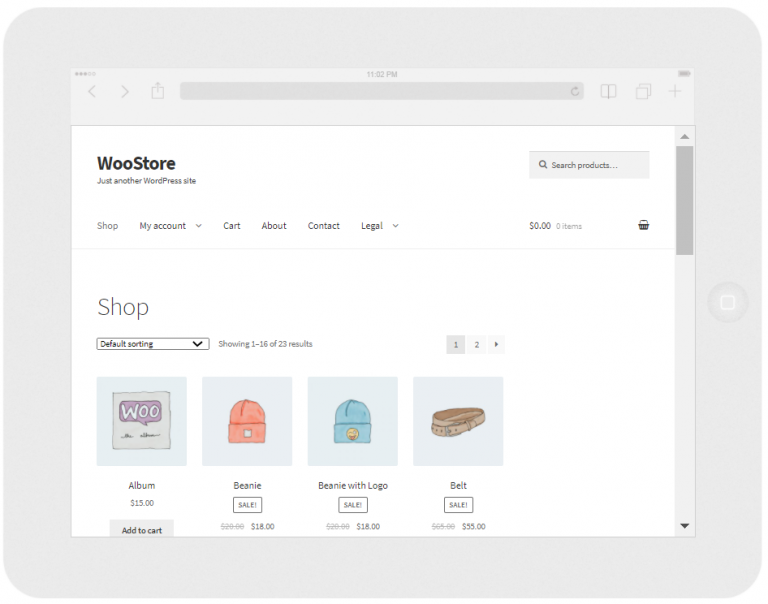 11:02 PM
WooStore
Just another WordPress site
Search products…
Shop My account Cart About Contact Legal $0.00 0 items
Shop
Default sorting Showing 1–16 of 23 results 1 2
WOO
the album
Album Beanie Beanie with Logo Belt
$15.00 SALE! SALE! SALE!
Add to cart $20.00 $18.00 $20.00 $18.00 $65.00 $55.00